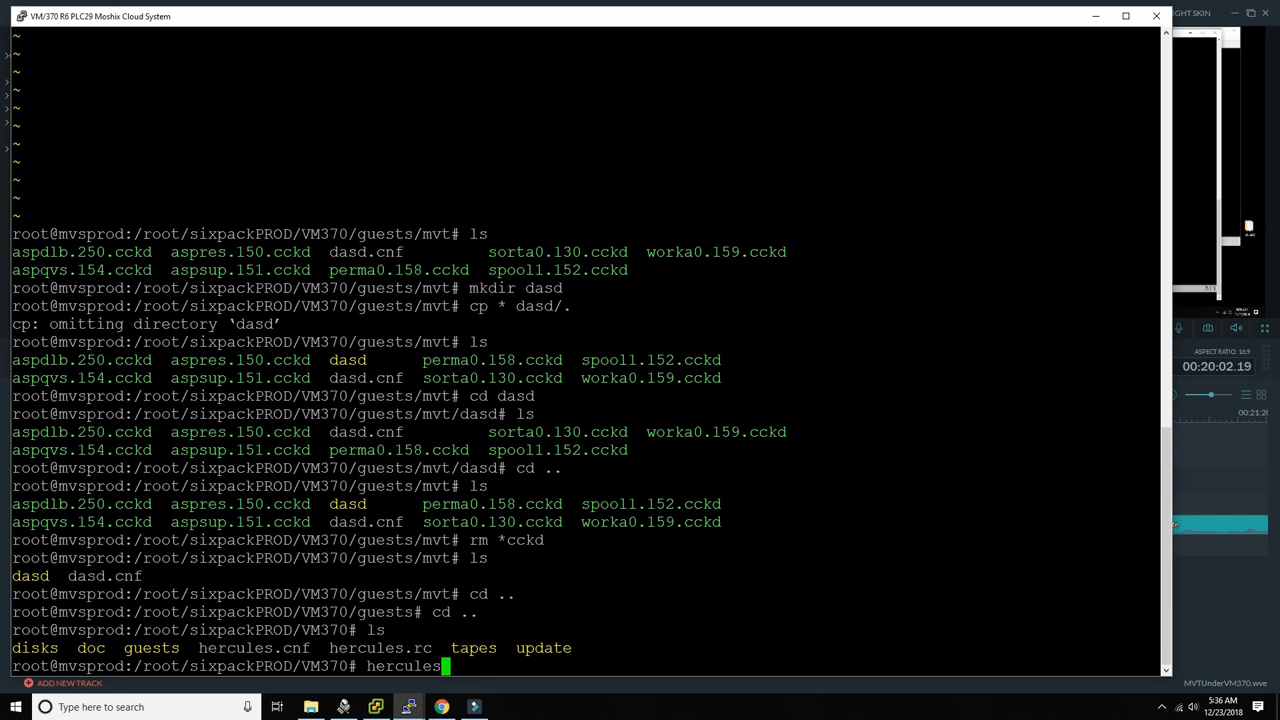 VM/370 R6 PLC29 Moshix Cloud System
GHT SKIN
~
~
~
~
~
~
~
~
~
~
~
root@mvsprod:/root/sixpackPROD/VM370/guests/mvt# ls
aspdlb.250.cckd aspres.150.cckd dasd.cnf sorta0.130.cckd worka0.159.cckd
aspqvs.154.cckd aspsup.151.cckd perma0.158.cckd spool1.152.cckd
root@mvsprod:/root/sixpackPROD/VM370/guests/mvt# mkdir dasd
root@mvsprod:/root/sixpackPROD/VM370/guests/mvt# cp * dasd/.
cp: omitting directory ‘dasd’
root@mvsprod:/root/sixpackPROD/VM370/guests/mvt# ls
aspdlb.250.cckd aspres.150.cckd dasd perma0.158.cckd spool1.152.cckd
aspqvs.154.cckd aspsup.151.cckd dasd.cnf sorta0.130.cckd worka0.159.cckd
root@mvsprod:/root/sixpackPROD/VM370/guests/mvt# cd dasd
root@mvsprod:/root/sixpackPROD/VM370/guests/mvt/dasd# ls
aspdlb.250.cckd aspres.150.cckd dasd.cnf sorta0.130.cckd worka0.159.cckd
aspqvs.154.cckd aspsup.151.cckd perma0.158.cckd spool1.152.cckd
root@mvsprod:/root/sixpackPROD/VM370/guests/mvt/dasd# cd ..
root@mvsprod:/root/sixpackPROD/VM370/guests/mvt# ls
aspdlb.250.cckd aspres.150.cckd dasd perma0.158.cckd spool1.152.cckd
aspqvs.154.cckd aspsup.151.cckd dasd.cnf sorta0.130.cckd worka0.159.cckd
root@mvsprod:/root/sixpackPROD/VM370/guests/mvt# rm *cckd
root@mvsprod:/root/sixpackPROD/VM370/guests/mvt# ls
dasd dasd.cnf
root@mvsprod:/root/sixpackPROD/VM370/guests/mvt# cd ..
root@mvsprod:/root/sixpackPROD/VM370/guests# cd ..
root@mvsprod:/root/sixpackPROD/VM370# ls
disks doc guests hercules.cnf hercules.rc tapes update
root@mvsprod:/root/sixpackPROD/VM370# hercules
ASPECT RATIO: 16:9
00:20:02.19
00:21:20
ADD NEW TRACK
MVTUnderVM370.wve
Type here to search
5:36 AM
12/23/2018